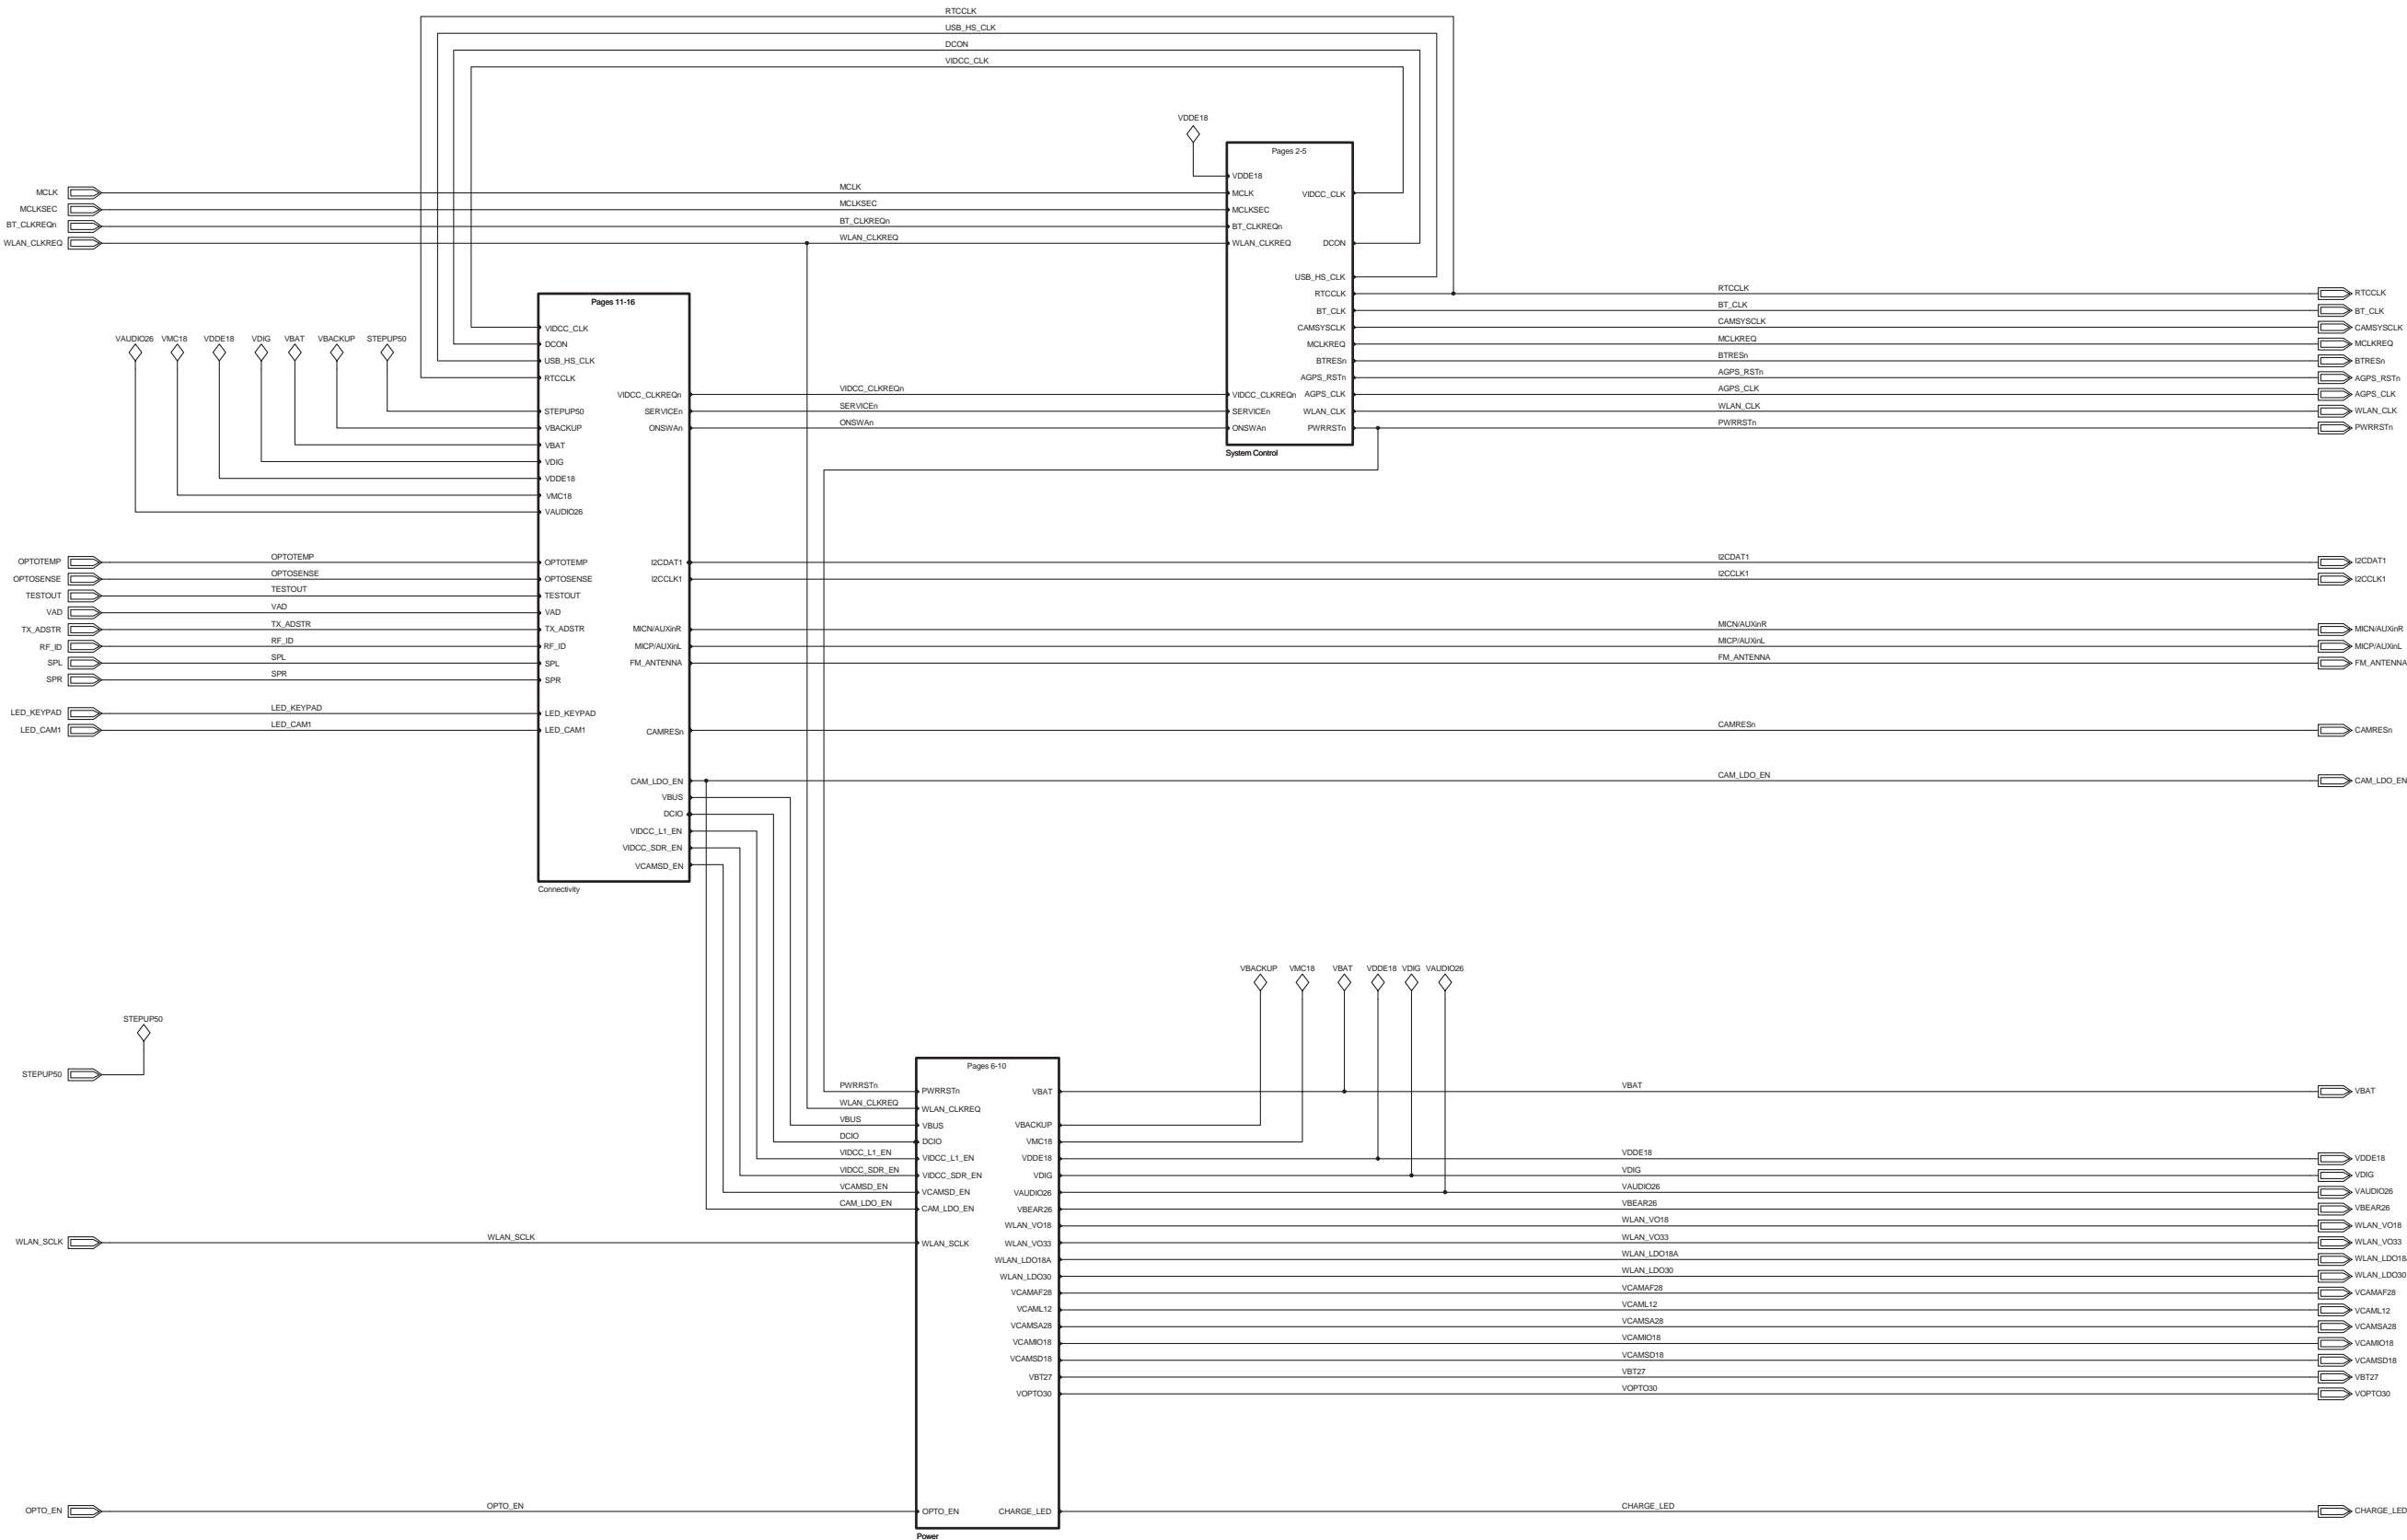 RTCCLK
USB_HS_CLK
DCON
VIDCC_CLK
VDDE18
Pages 2-5
VDDE18
MCLK MCLK MCLK VIDCC_CLK
MCLKSEC MCLKSEC MCLKSEC
BT_CLKREQn BT_CLKREQn BT_CLKREQn
WLAN_CLKREQ WLAN_CLKREQ WLAN_CLKREQ DCON
USB_HS_CLK
RTCCLK RTCCLK RTCCLK
BT_CLK BT_CLK BT_CLK
CAMSYSCLK CAMSYSCLK CAMSYSCLK
MCLKREQ MCLKREQ MCLKREQ
BTRESn BTRESn BTRESn
AGPS_RSTn AGPS_RSTn AGPS_RSTn
VIDCC_CLKREQn AGPS_CLK AGPS_CLK AGPS_CLK
SERVICEn WLAN_CLK WLAN_CLK WLAN_CLK
ONSWAn PWRRSTn PWRRSTn PWRRSTn
System Control
Pages 11-16
VAUDIO26 VMC18 VDDE18 VDIG VBAT VBACKUP STEPUP50
VIDCC_CLK
DCON
USB_HS_CLK
RTCCLK
VIDCC_CLKREQn VIDCC_CLKREQn
STEPUP50 SERVICEn SERVICEn
VBACKUP ONSWAn ONSWAn
VBAT
VDIG
VDDE18
VMC18
VAUDIO26
OPTOTEMP OPTOTEMP OPTOTEMP I2CDAT1 I2CDAT1 I2CDAT1
OPTOSENSE OPTOSENSE OPTOSENSE I2CCLK1 I2CCLK1 I2CCLK1
TESTOUT TESTOUT TESTOUT
VAD VAD VAD
TX_ADSTR TX_ADSTR TX_ADSTR MICN/AUXinR MICN/AUXinR MICN/AUXinR
RF_ID RF_ID RF_ID MICP/AUXinL MICP/AUXinL MICP/AUXinL
SPL SPL SPL FM_ANTENNA FM_ANTENNA FM_ANTENNA
SPR SPR SPR
LED_KEYPAD LED_KEYPAD LED_KEYPAD
LED_CAM1 LED_CAM1 LED_CAM1 CAMRESn CAMRESn CAMRESn
CAM_LDO_EN CAM_LDO_EN CAM_LDO_EN
VBUS
DCIO
VIDCC_L1_EN
VIDCC_SDR_EN
VCAMSD_EN
Connectivity
VBACKUP VMC18 VBAT VDDE18 VDIG VAUDIO26
STEPUP50
STEPUP50
Pages 6-10
PWRRSTn PWRRSTn VBAT VBAT VBAT
WLAN_CLKREQ WLAN_CLKREQ
VBUS VBUS VBACKUP
DCIO DCIO VMC18
VIDCC_L1_EN VIDCC_L1_EN VDDE18 VDDE18 VDDE18
VIDCC_SDR_EN VIDCC_SDR_EN VDIG VDIG VDIG
VCAMSD_EN VCAMSD_EN VAUDIO26 VAUDIO26 VAUDIO26
CAM_LDO_EN CAM_LDO_EN VBEAR26 VBEAR26 VBEAR26
WLAN_VO18 WLAN_VO18 WLAN_VO18
WLAN_SCLK WLAN_SCLK WLAN_SCLK WLAN_VO33 WLAN_VO33 WLAN_VO33
WLAN_LDO18A WLAN_LDO18A WLAN_LDO18
WLAN_LDO30 WLAN_LDO30 WLAN_LDO30
VCAMAF28 VCAMAF28 VCAMAF28
VCAML12 VCAML12 VCAML12
VCAMSA28 VCAMSA28 VCAMSA28
VCAMIO18 VCAMIO18 VCAMIO18
VCAMSD18 VCAMSD18 VCAMSD18
VBT27 VBT27 VBT27
VOPTO30 VOPTO30 VOPTO30
OPTO_EN OPTO_EN OPTO_EN CHARGE_LED CHARGE_LED CHARGE_LED
Power